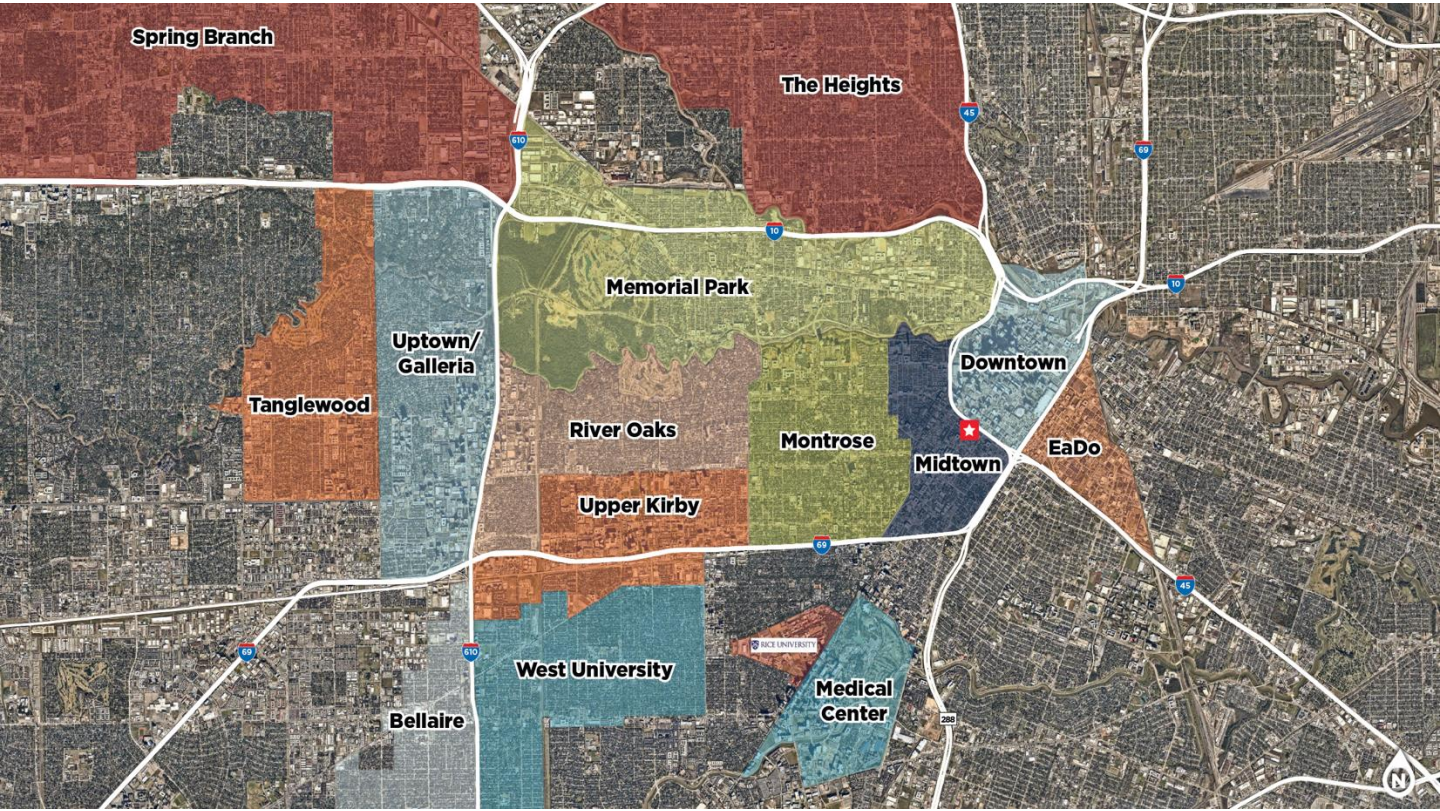 Spring Branch
The Heights
45
610
69
10
10
Memorial Park
Uptown/
Galleria
Downtown
Tanglewood
River Oaks
Montrose
EaDo
Midtown
Upper Kirby
69
45
RICE UNIVERSITY
69
610
West University
Medical
Center
Bellaire
288
N